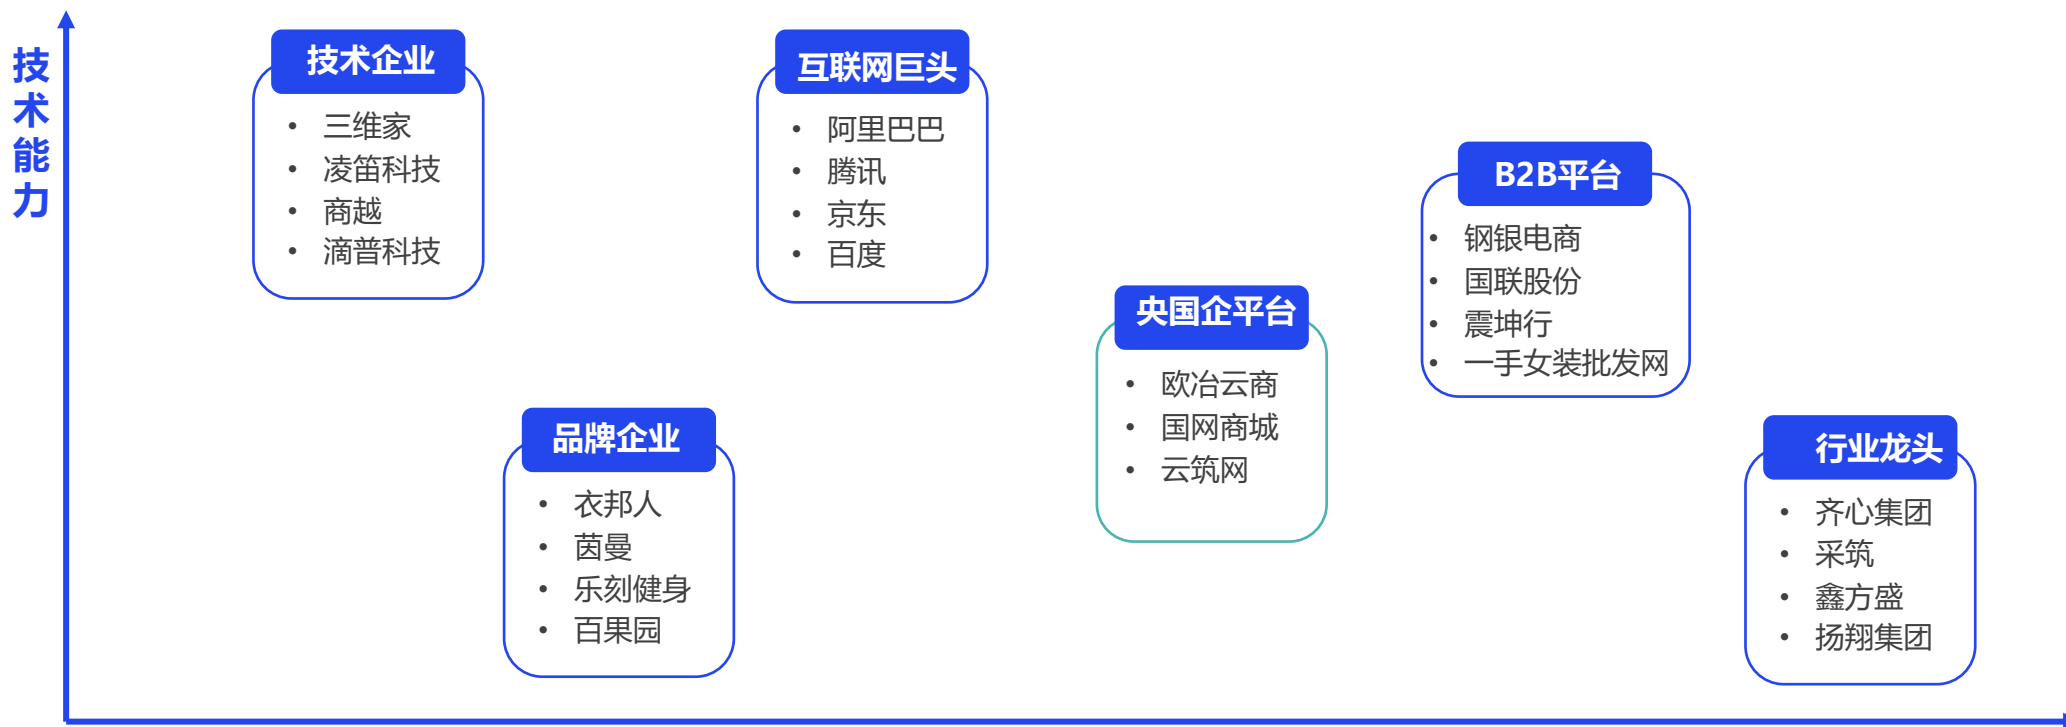 技术能力
技术企业
三维家
凌笛科技
商越
滴普科技
互联网巨头
阿里巴巴
腾讯
京东
百度
B2B平台
钢银电商
国联股份
震坤行
一手女装批发网
央国企平台
欧冶云商
国网商城
云筑网
品牌企业
衣邦人
茵曼
乐刻健身
百果园
行业龙头
齐心集团
采筑
鑫方盛
扬翔集团